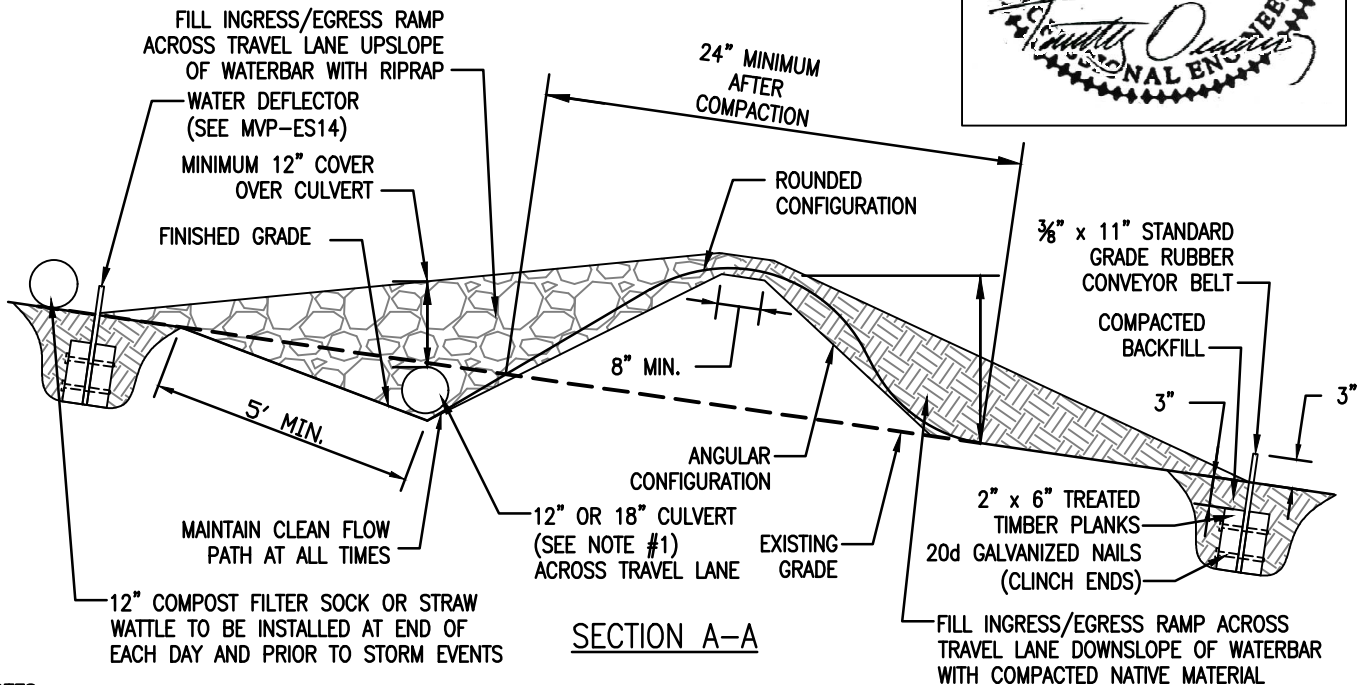 FILL INGRESS/EGRESS RAMP
ACROSS TRAVEL LANE UPSLOPE
OF WATERBAR WITH RIPRAP
WATER DEFLECTOR
(SEE MVP-ES14)
MINIMUM 12" COVER
OVER CULVERT
FINISHED GRADE
24" MINIMUM
AFTER
COMPACTION
ROUNDED
CONFIGURATION
⅜" x 11" STANDARD
GRADE RUBBER
CONVEYOR BELT
COMPACTED
BACKFILL
3"
3"
8" MIN.
5' MIN.
ANGULAR
CONFIGURATION
MAINTAIN CLEAN FLOW
PATH AT ALL TIMES
12" OR 18" CULVERT
(SEE NOTE #1)
ACROSS TRAVEL LANE
EXISTING
GRADE
2" x 6" TREATED
TIMBER PLANKS
20d GALVANIZED NAILS
(CLINCH ENDS)
12" COMPOST FILTER SOCK OR STRAW
WATTLE TO BE INSTALLED AT END OF
EACH DAY AND PRIOR TO STORM EVENTS
SECTION A-A
FILL INGRESS/EGRESS RAMP ACROSS
TRAVEL LANE DOWNSLOPE OF WATERBAR
WITH COMPACTED NATIVE MATERIAL